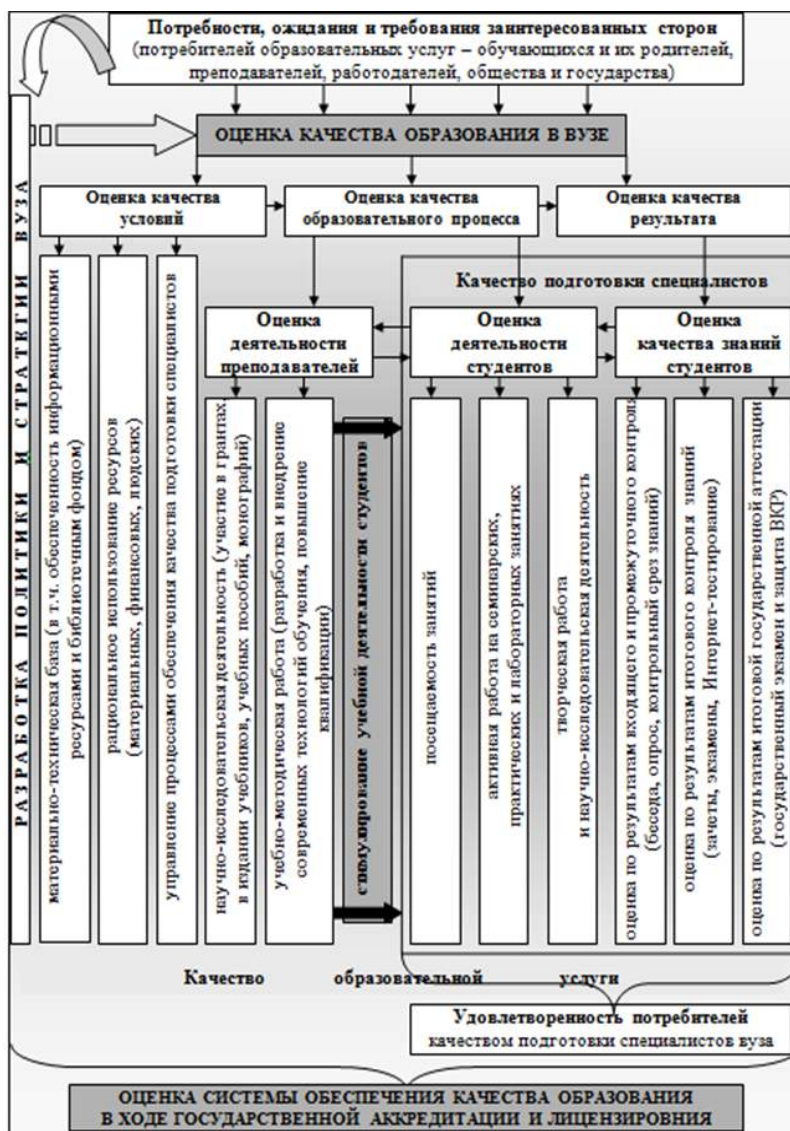 Потребности, ожидания и требования заинтересованных сторон
(потребителей образовательных услуг – обучающихся и их родителей,
преподавателей, работодателей, общества и государства)
ОЦЕНКА КАЧЕСТВА ОБРАЗОВАНИЯ В ВУЗЕ
РАЗРАБОТКА ПОЛИТИКИ И СТРАТЕГИИ ВУЗА
Оценка качества
условий
Оценка качества
образовательного процесса
Оценка качества
результата
Качество подготовки специалистов
Оценка
деятельности
преподавателей
Оценка
деятельности
студентов
Оценка
качества знаний
студентов
материально-техническая база (в т.ч. обеспеченность информационными
ресурсами и библиотечным фондом)
рациональное использование ресурсов
(материальных, финансовых, людских)
управление процессами обеспечения качества подготовки специалистов
научно-исследовательская деятельность (участие в грантах,
в издании учебников, учебных пособий, монографий)
учебно-методическая работа (разработка и внедрение
современных технологий обучения, повышение
квалификации)
стимулирование учебной деятельности студентов
посещаемость занятий
активная работа на семинарских,
практических и лабораторных занятиях
творческая работа
и научно-исследовательская деятельность
оценка по результатам входящего и промежуточного контроля
(беседа, опрос, контрольный срез знаний)
оценка по результатам итогового контроля знаний
(зачеты, экзамены, Интернет-тестирование)
оценка по результатам итоговой государственной аттестации
(государственный экзамен и защита ВКР)
Качество образовательной услуги
Удовлетворенность потребителей
качеством подготовки специалистов вуза
ОЦЕНКА СИСТЕМЫ ОБЕСПЕЧЕНИЯ КАЧЕСТВА ОБРАЗОВАНИЯ
В ХОДЕ ГОСУДАРСТВЕННОЙ АККРЕДИТАЦИИ И ЛИЦЕНЗИРОВНИЯ